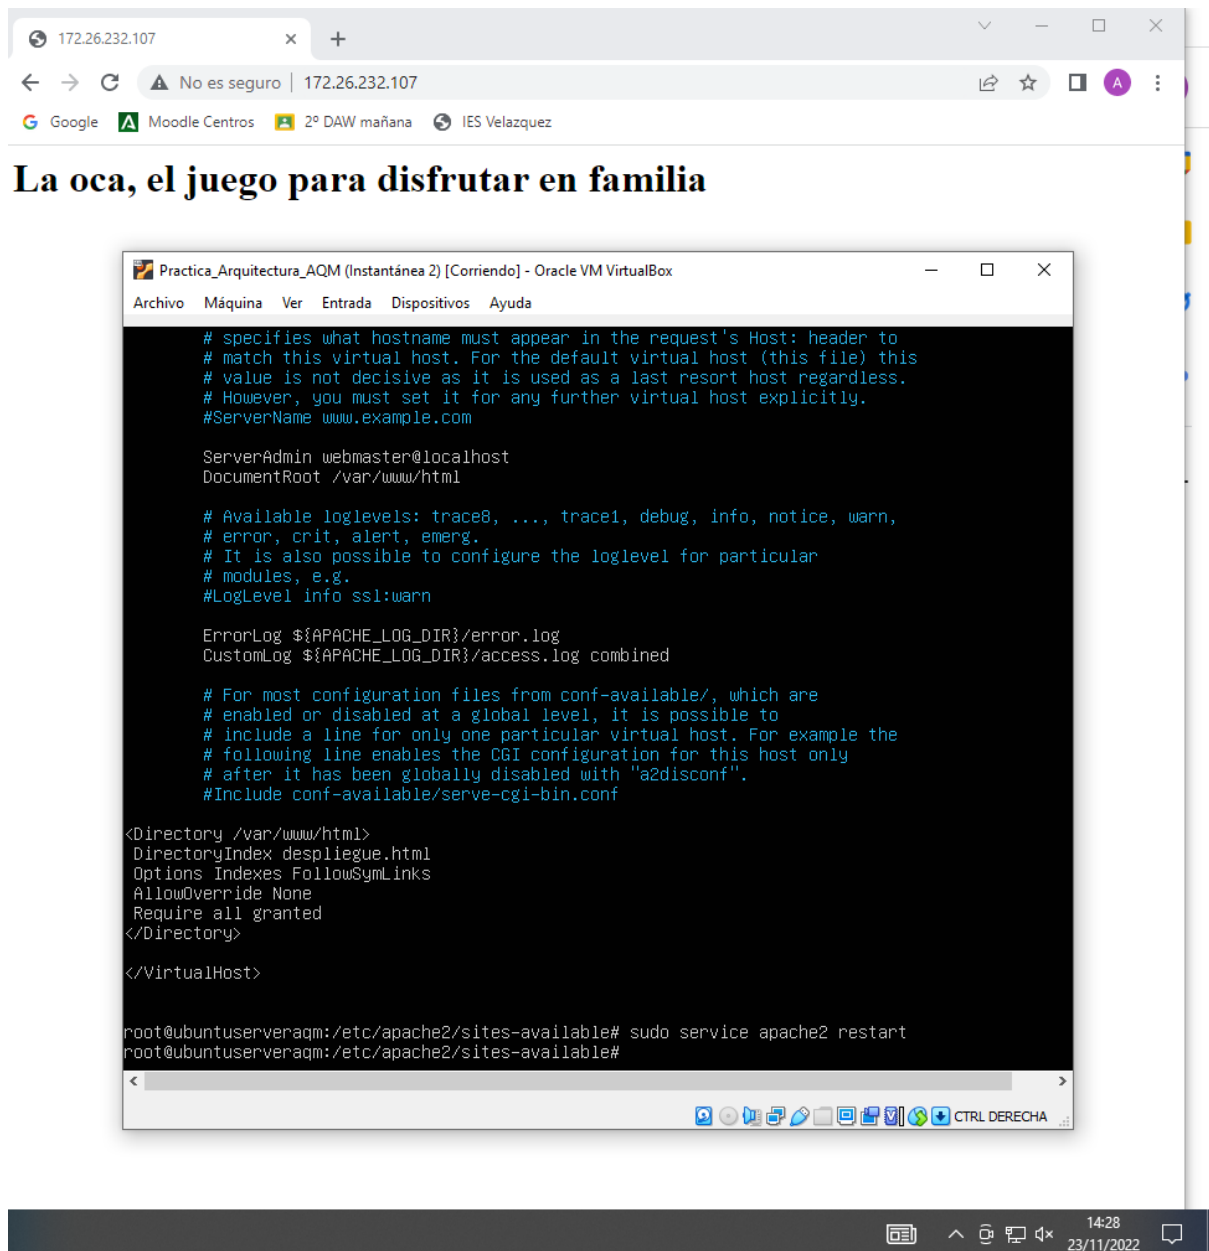 172.26.232.107
No es seguro 172.26.232.107
Google Moodle Centros 2º DAW mañana IES Velazquez
A
La oca, el juego para disfrutar en familia
Practica_Arquitectura_AQM (Instantánea 2) [Corriendo] - Oracle VM VirtualBox
Archivo Máquina Ver Entrada Dispositivos Ayuda
# specifies what hostname must appear in the request's Host: header to
# match this virtual host. For the default virtual host (this file) this
# value is not decisive as it is used as a last resort host regardless.
# However, you must set it for any further virtual host explicitly.
#ServerName www.example.com
ServerAdmin webmaster@localhost
DocumentRoot /var/www/html
# Available loglevels: trace8, ..., trace1, debug, info, notice, warn,
# error, crit, alert, emerg.
# It is also possible to configure the loglevel for particular
# modules, e.g.
#LogLevel info ssl:warn
ErrorLog ${APACHE_LOG_DIR}/error.log
CustomLog ${APACHE_LOG_DIR}/access.log combined
# For most configuration files from conf-available/, which are
# enabled or disabled at a global level, it is possible to
# include a line for only one particular virtual host. For example the
# following line enables the CGI configuration for this host only
# after it has been globally disabled with "a2disconf".
#Include conf-available/serve-cgi-bin.conf
<Directory /var/www/html>
DirectoryIndex despliegue.html
Options Indexes FollowSymLinks
AllowOverride None
Require all granted
</Directory>
</VirtualHost>
root@ubuntuserveraqm:/etc/apache2/sites-available# sudo service apache2 restart
root@ubuntuserveraqm:/etc/apache2/sites-available#
CTRL DERECHA
14:28
23/11/2022